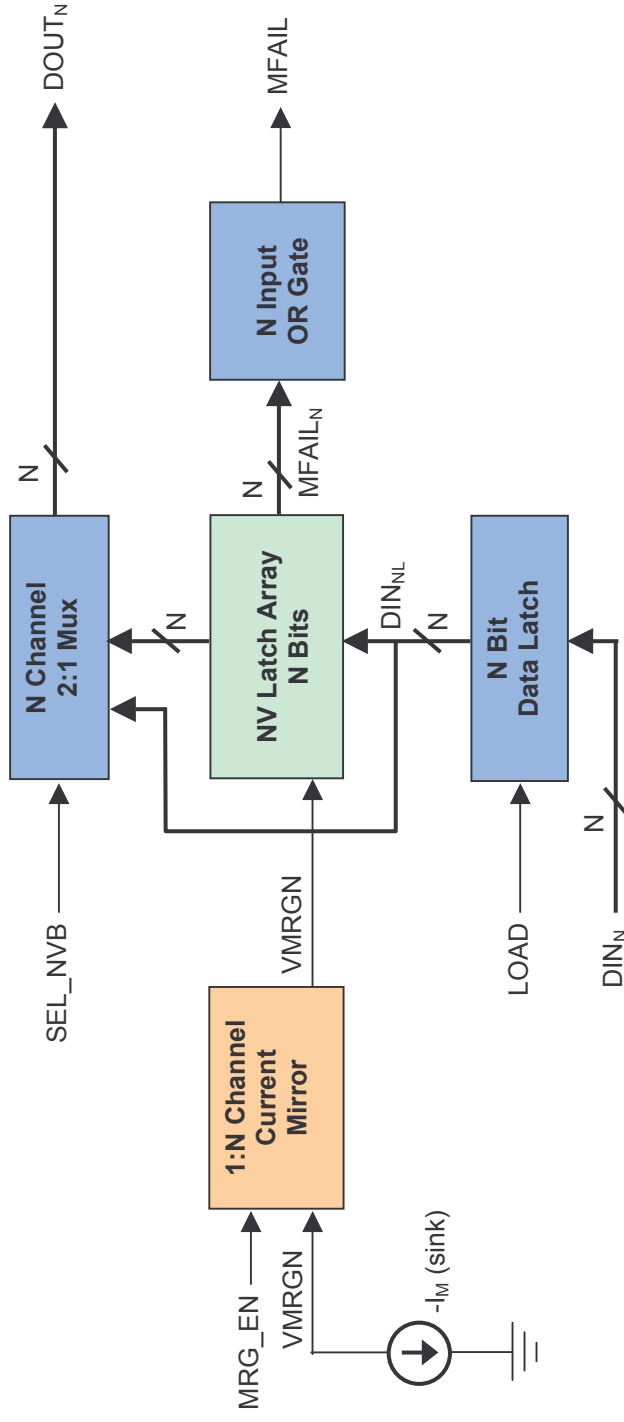 SEL_NVB
N Channel
2:1 Mux
N
DOUT_N
N
MRG_EN
VMRGN
1:N Channel
Current
Mirror
VMRGN
NV Latch Array
N Bits
N
MFAIL_N
N Input
OR Gate
MFAIL
-I_M (sink)
DIN_NL
N
LOAD
N Bit
Data Latch
DIN_N
N